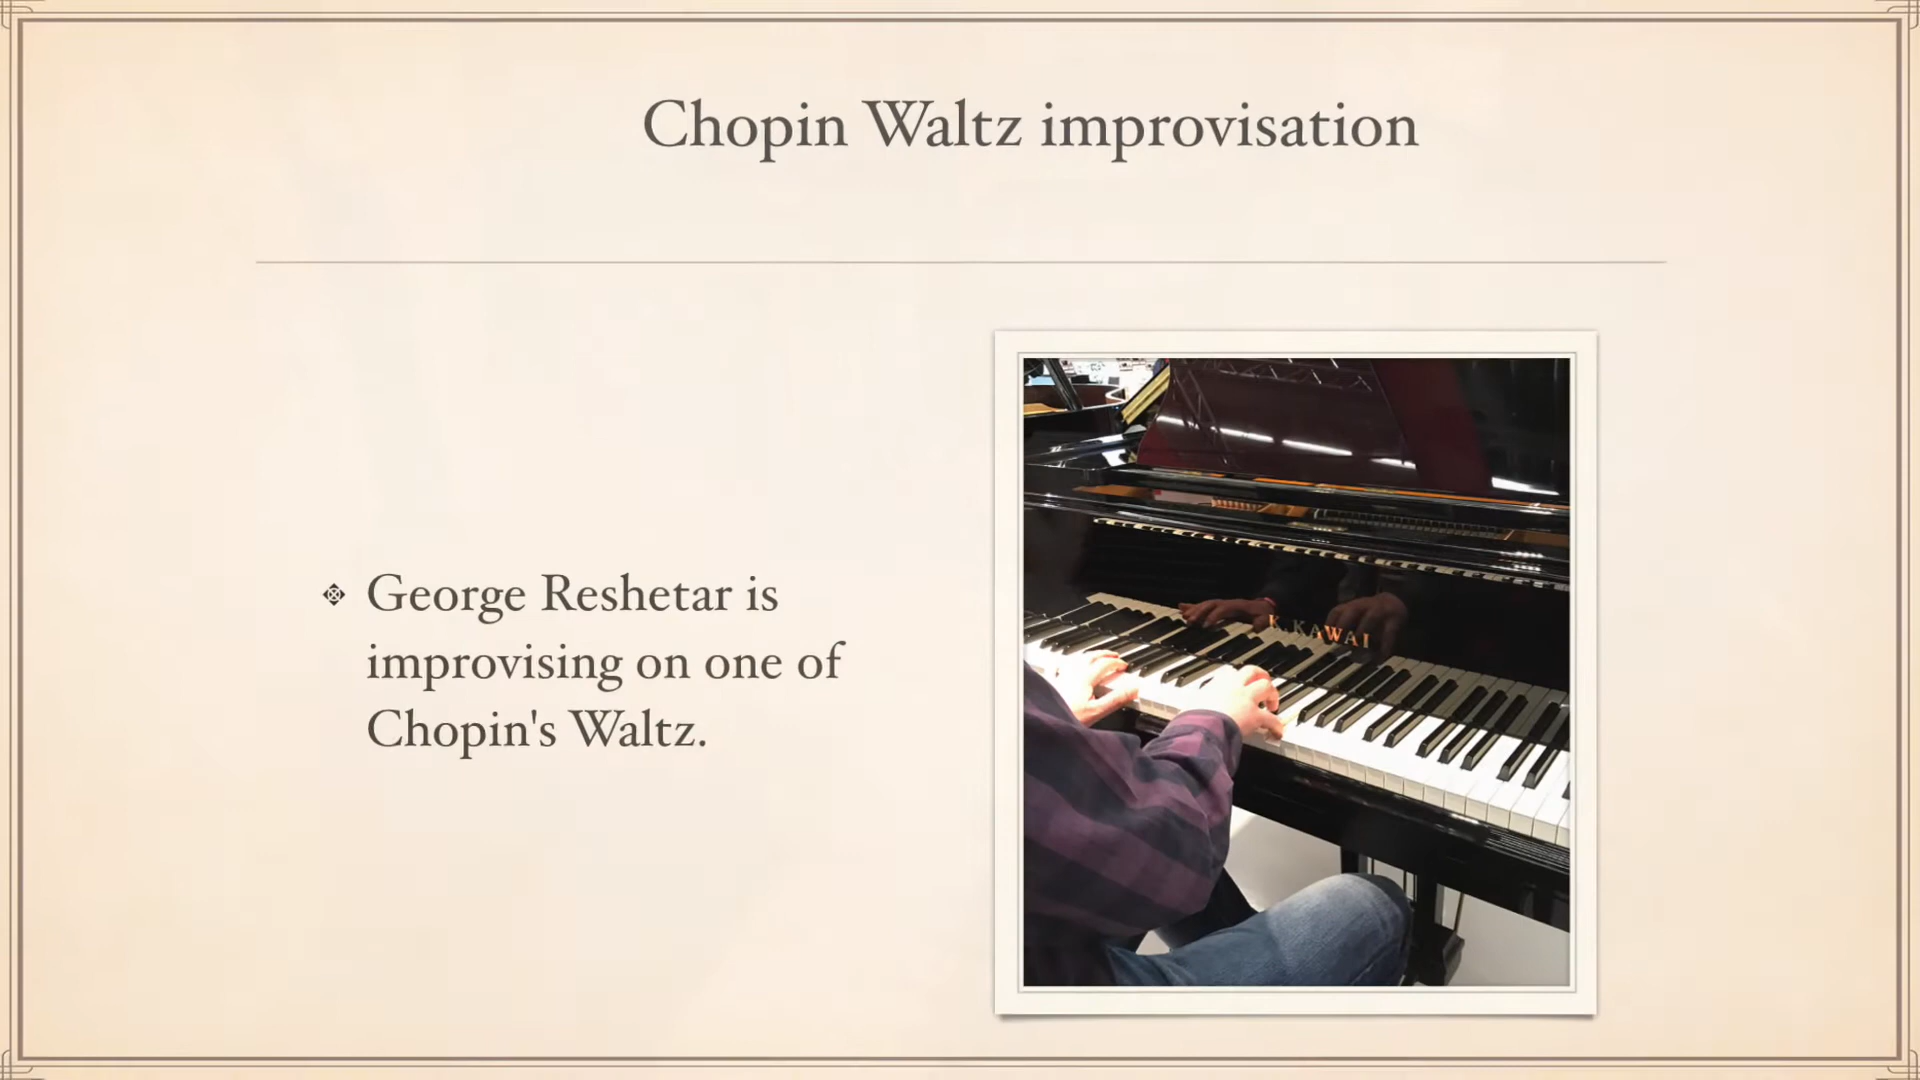 Chopin Waltz improvisation
George Reshetar is
improvising on one of
Chopin's Waltz.
K.KAWAI